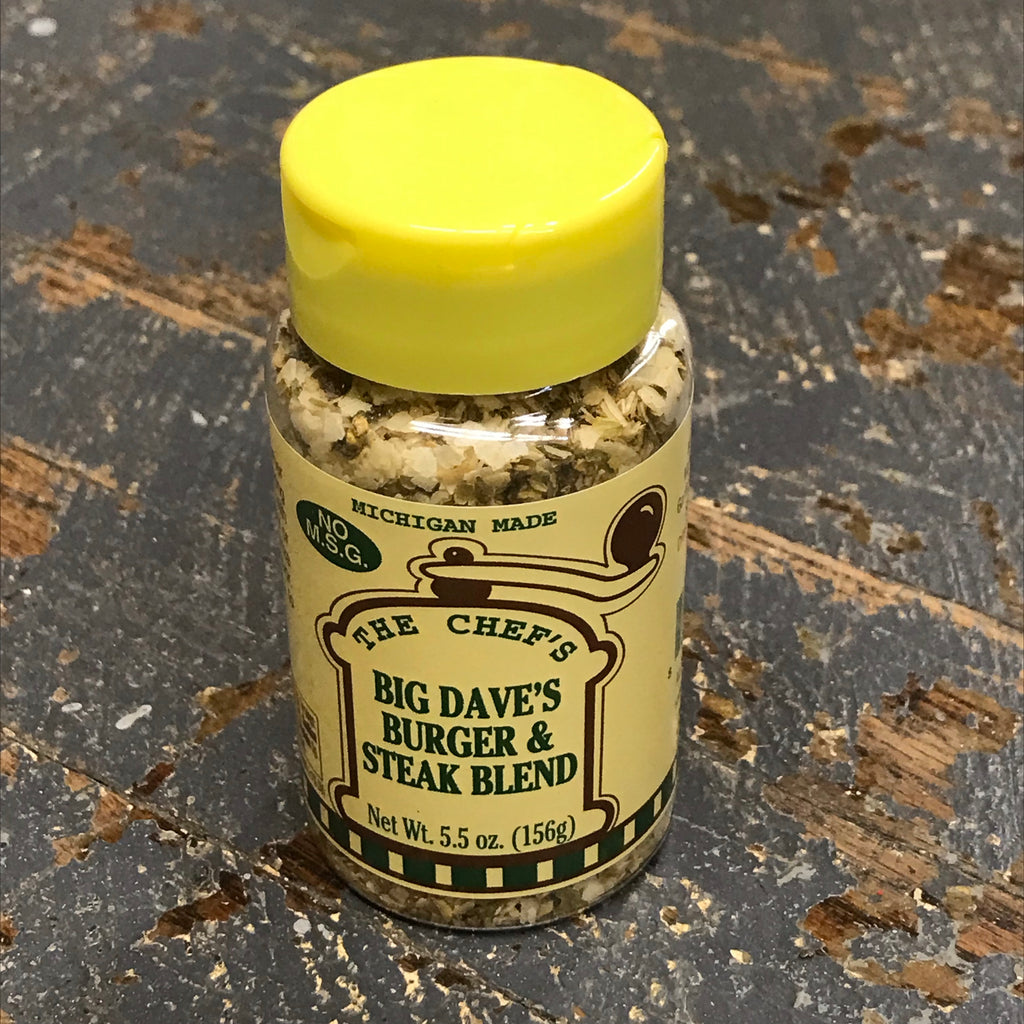 MICHIGAN MADE
NO
M.S.G.
THE CHEF'S
BIG DAVE'S
BURGER &
STEAK BLEND
Net Wt. 5.5 oz. (156g)